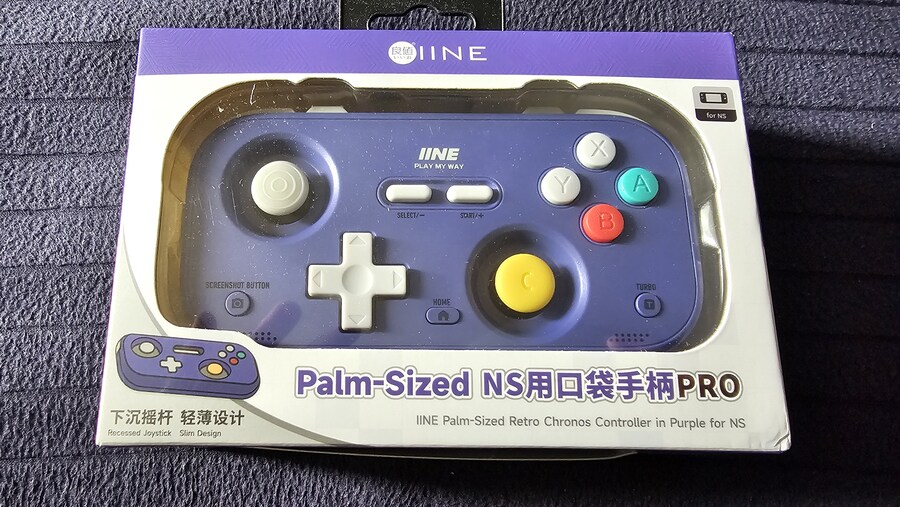 良值 IINE
for NS
IINE
PLAY MY WAY
SELECT/−
START/+
X
Y
A
B
C
SCREENSHOT BUTTON
HOME
TURBO
T
Palm-Sized NS用口袋手柄PRO
下沉摇杆 轻薄设计
Recessed Joystick Slim Design
IINE Palm-Sized Retro Chronos Controller in Purple for NS